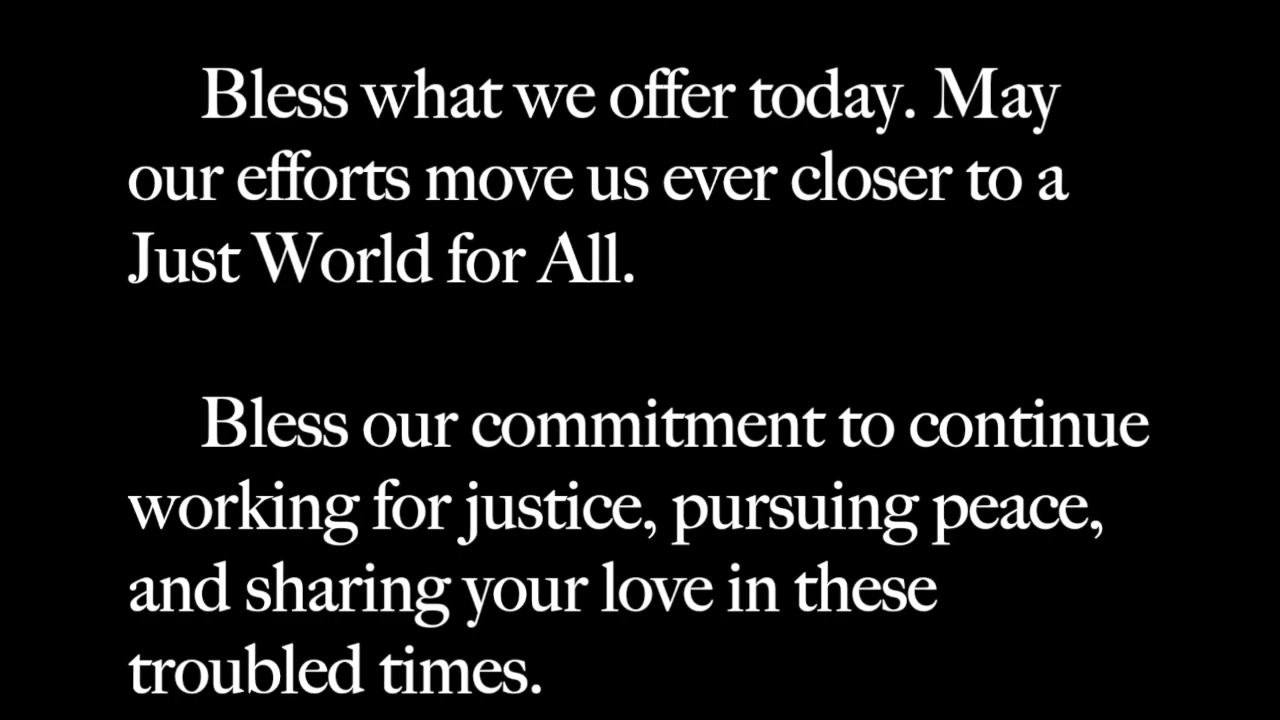 Bless what we offer today. May
our efforts move us ever closer to a
Just World for All.
Bless our commitment to continue
working for justice, pursuing peace,
and sharing your love in these
troubled times.